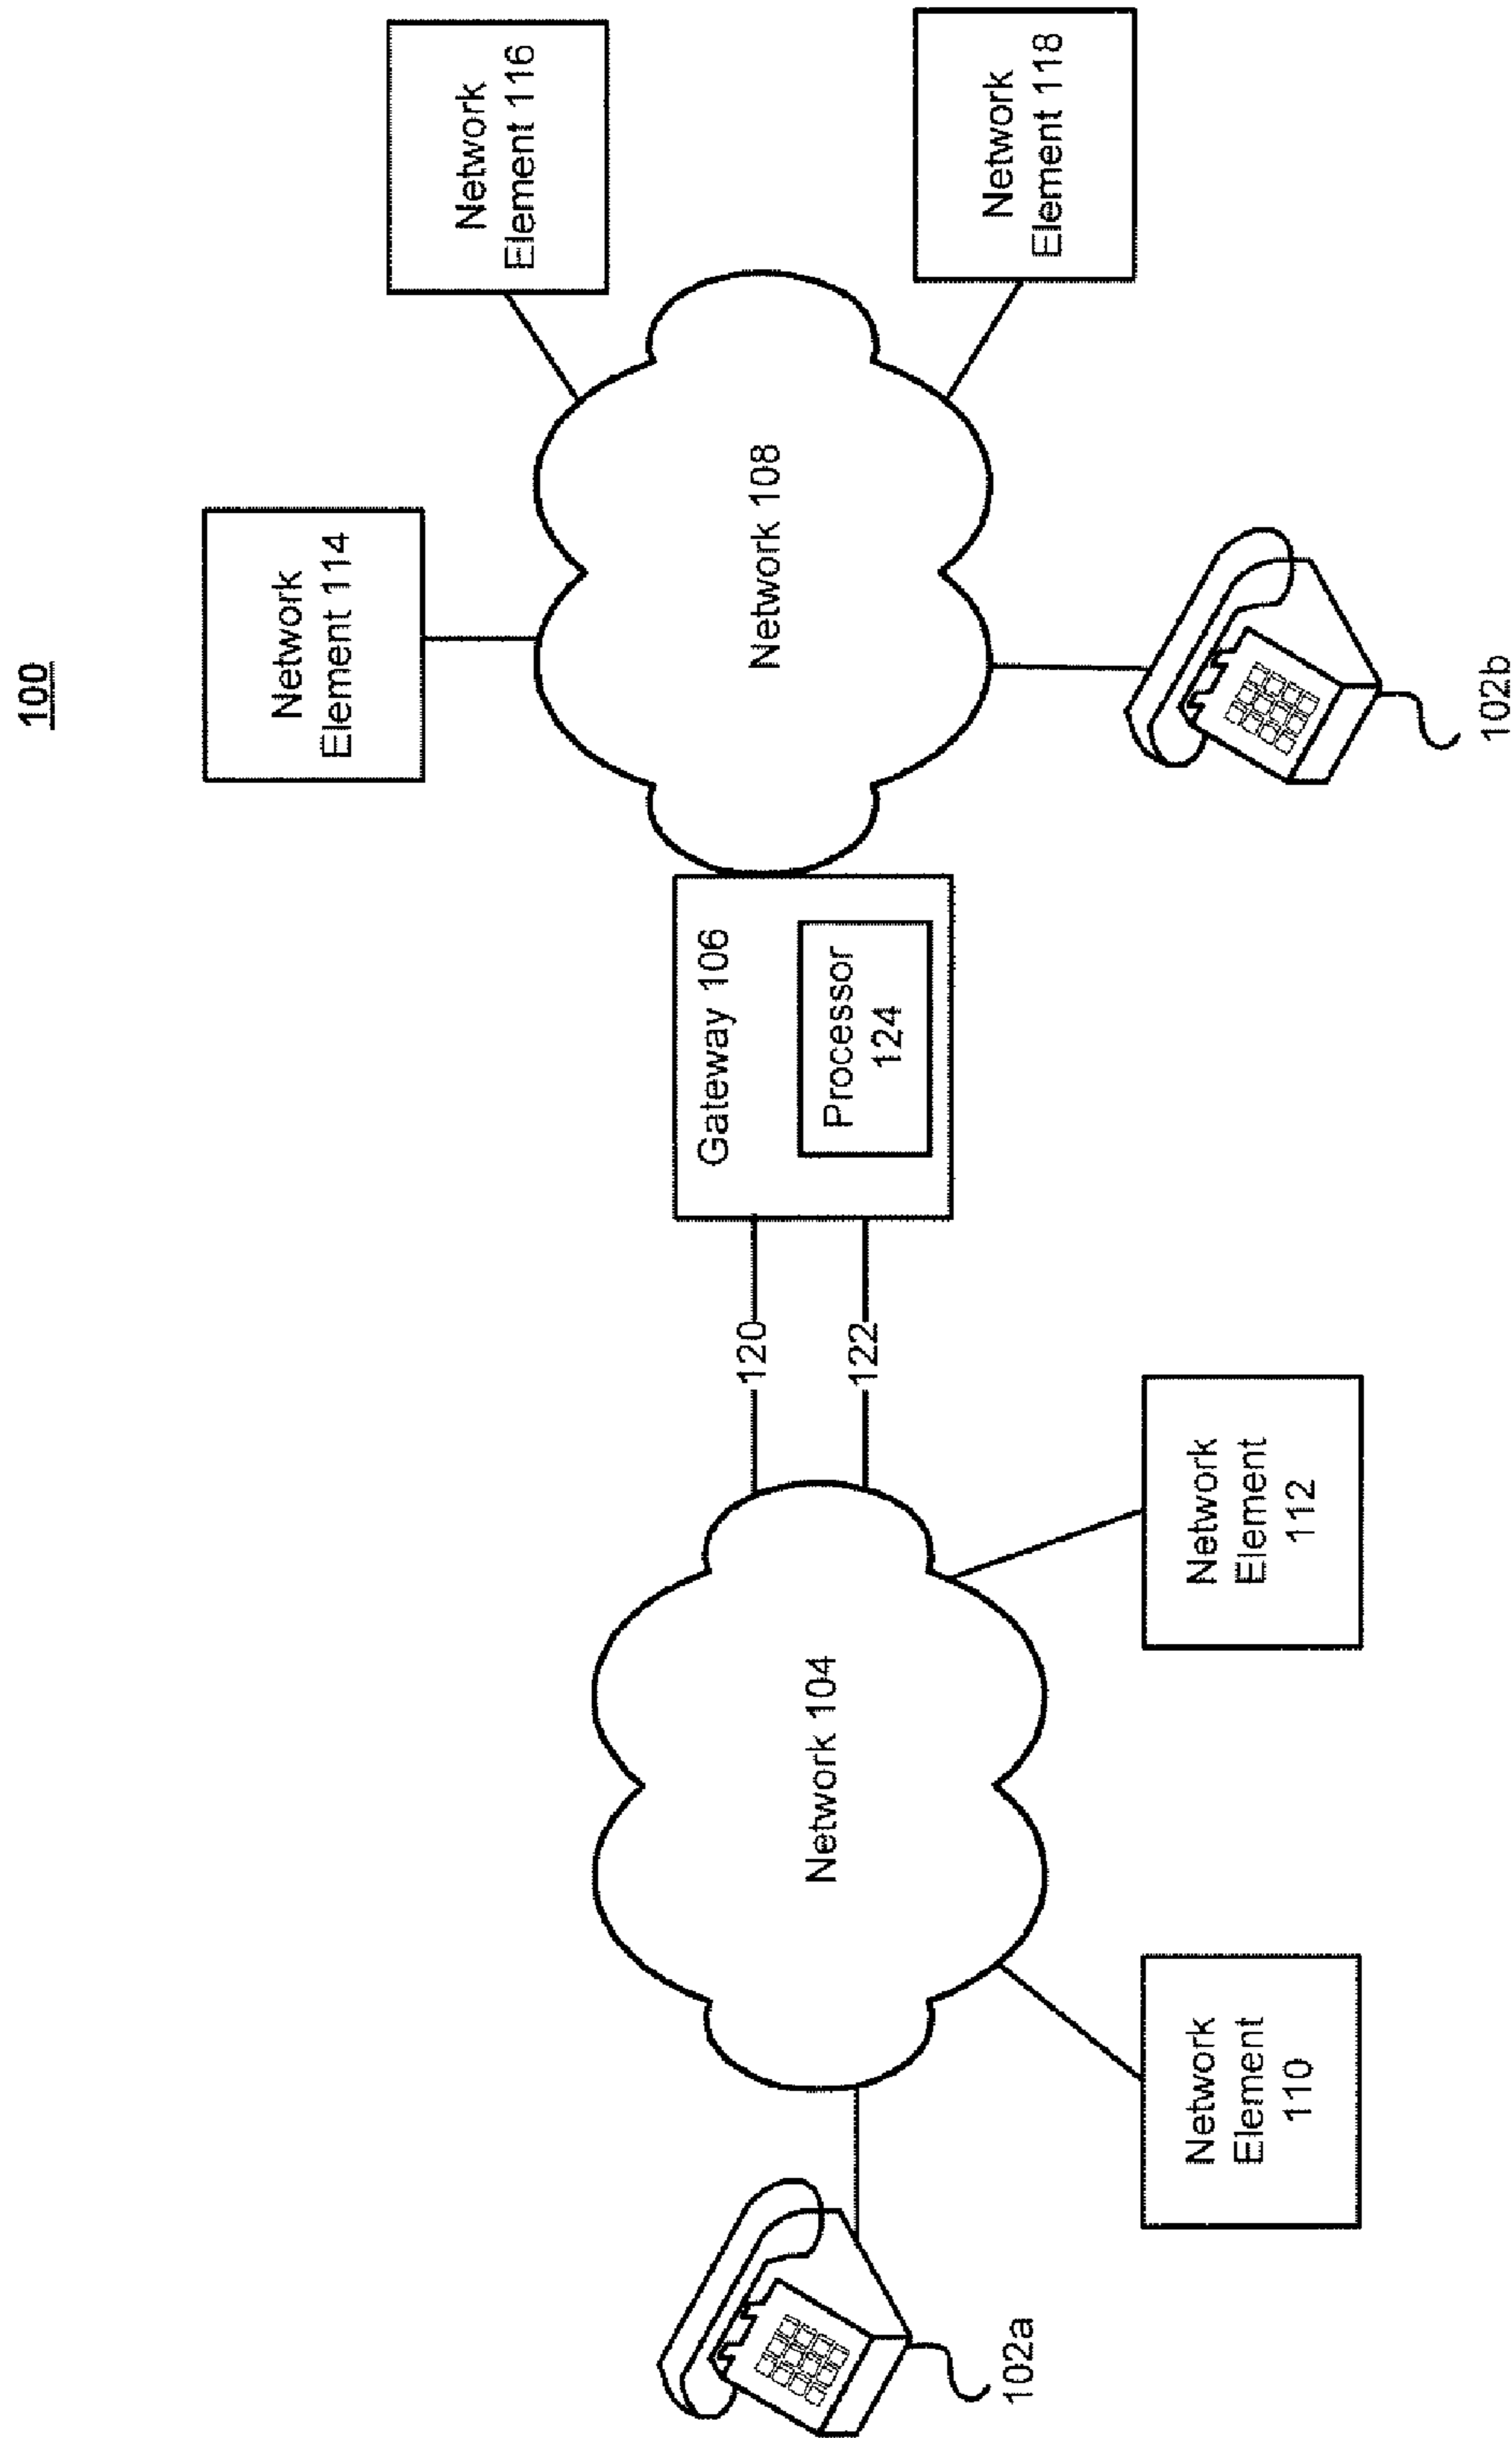 100
Network
Element 114
Network
Element 116
Network 108
Network
Element 118
102b
Gateway 106
Processor
124
120
122
Network 104
102a
Network
Element
110
Network
Element
112